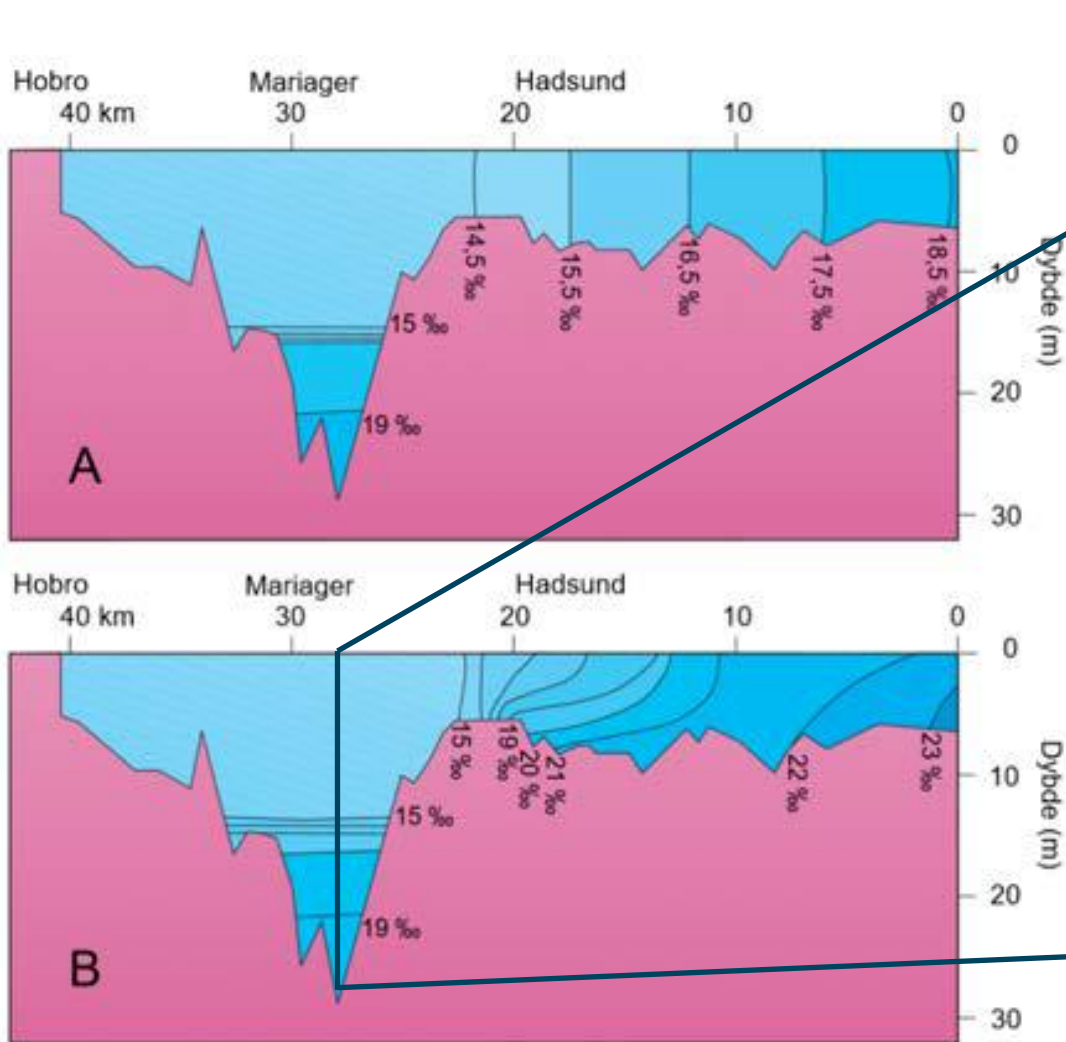 Hobro Mariager Hadsund
40 km 30 20 10 0
0
14,5 ‰ 15,5 ‰ 16,5 ‰ 17,5 ‰ 18,5 ‰
10
15 ‰
20
19 ‰
30
Dybde (m)
A
Hobro Mariager Hadsund
40 km 30 20 10 0
0
15 ‰ 19 ‰ 20 ‰ 21 ‰ 22 ‰ 23 ‰
10
15 ‰
20
19 ‰
30
Dybde (m)
B